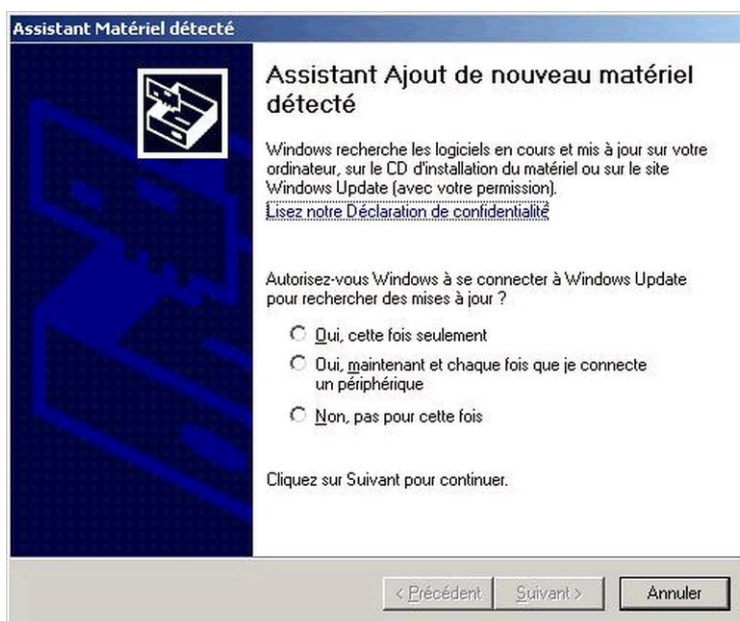 Assistant Matériel détecté
Assistant Ajout de nouveau matériel
détecté
Windows recherche les logiciels en cours et mis à jour sur votre
ordinateur, sur le CD d'installation du matériel ou sur le site
Windows Update (avec votre permission).
Lisez notre Déclaration de confidentialité
Autorisez-vous Windows à se connecter à Windows Update
pour rechercher des mises à jour ?
Oui, cette fois seulement
Oui, maintenant et chaque fois que je connecte
un périphérique
Non, pas pour cette fois
Cliquez sur Suivant pour continuer.
< Précédent Suivant > Annuler